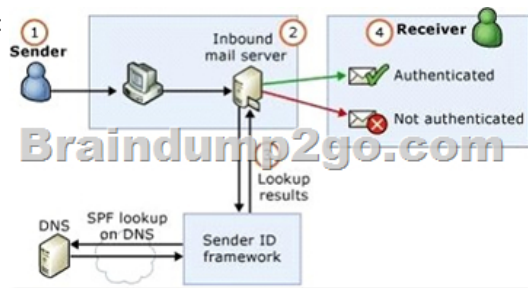 1
Sender
Inbound
mail server
2
4
Receiver
Authenticated
Not authenticated
Braindump2go.com
Lookup
results
DNS
SPF lookup
on DNS
Sender ID
framework